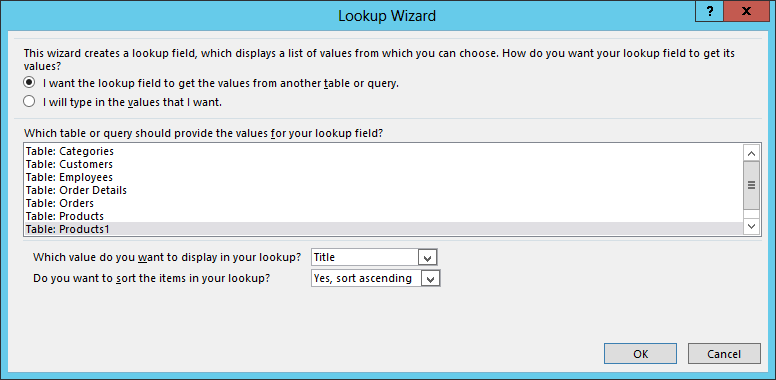 Lookup Wizard
?
This wizard creates a lookup field, which displays a list of values from which you can choose. How do you want your lookup field to get its
values?
I want the lookup field to get the values from another table or query.
I will type in the values that I want.
Which table or query should provide the values for your lookup field?
Table: Categories
Table: Customers
Table: Employees
Table: Order Details
Table: Orders
Table: Products
Table: Products1
Which value do you want to display in your lookup? Title
Do you want to sort the items in your lookup? Yes, sort ascending
OK Cancel